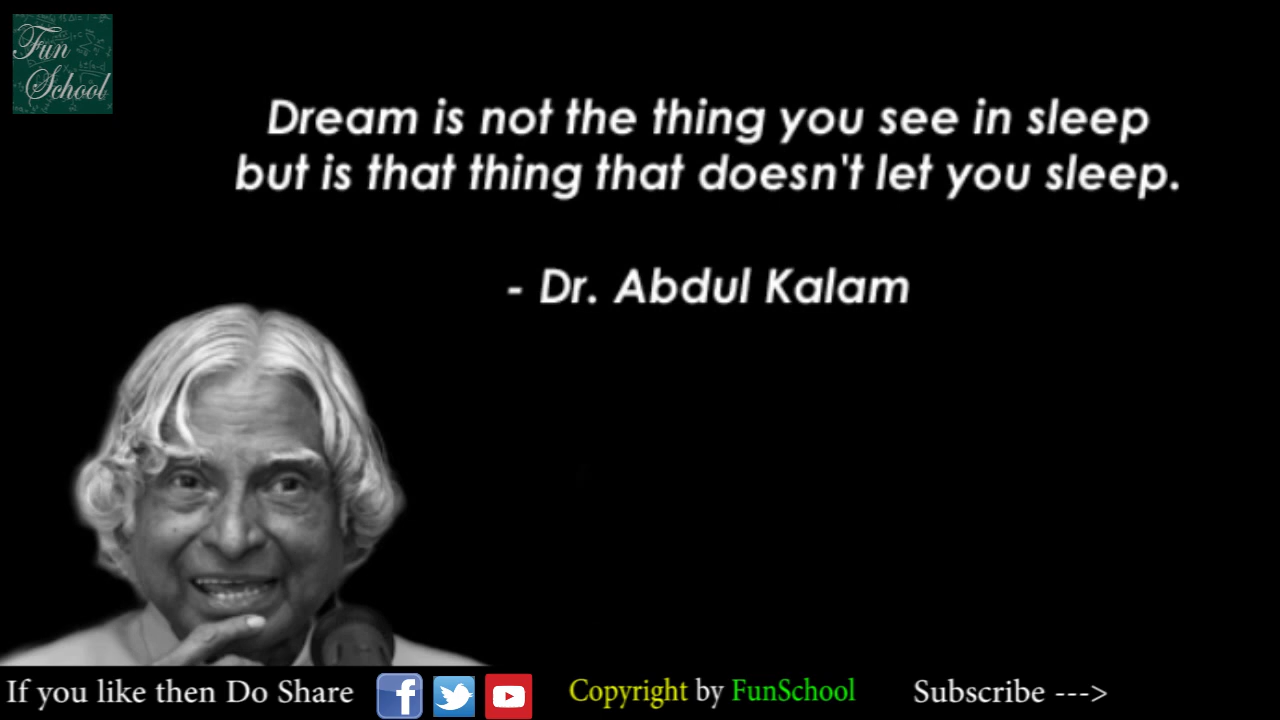 Fun
School
Dream is not the thing you see in sleep
but is that thing that doesn't let you sleep.
- Dr. Abdul Kalam
If you like then Do Share
Copyright by FunSchool
Subscribe --->